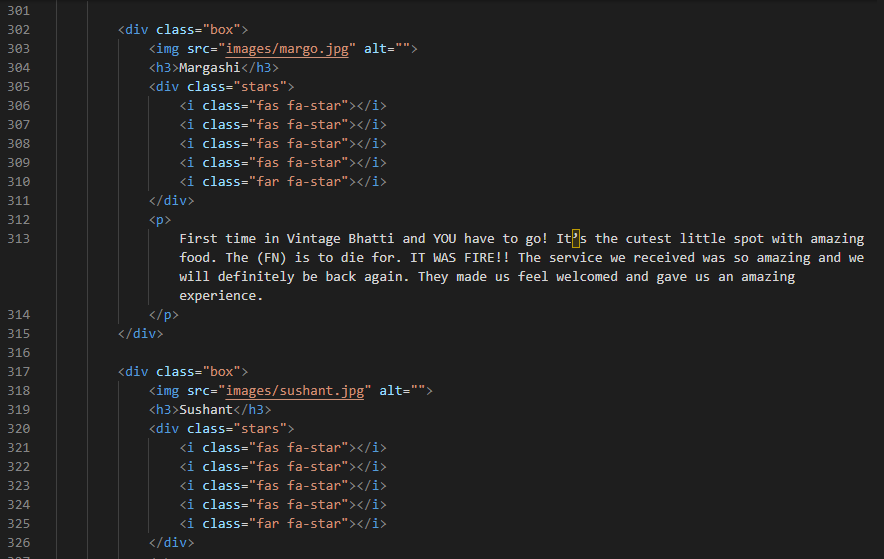 301
302 <div class="box">
303 <img src="images/margo.jpg" alt="">
304 <h3>Margashi</h3>
305 <div class="stars">
306 <i class="fas fa-star"></i>
307 <i class="fas fa-star"></i>
308 <i class="fas fa-star"></i>
309 <i class="fas fa-star"></i>
310 <i class="far fa-star"></i>
311 </div>
312 <p>
313 First time in Vintage Bhatti and YOU have to go! It’s the cutest little spot with amazing
food. The (FN) is to die for. IT WAS FIRE!! The service we received was so amazing and we
will definitely be back again. They made us feel welcomed and gave us an amazing
experience.
314 </p>
315 </div>
316
317 <div class="box">
318 <img src="images/sushant.jpg" alt="">
319 <h3>Sushant</h3>
320 <div class="stars">
321 <i class="fas fa-star"></i>
322 <i class="fas fa-star"></i>
323 <i class="fas fa-star"></i>
324 <i class="fas fa-star"></i>
325 <i class="far fa-star"></i>
326 </div>